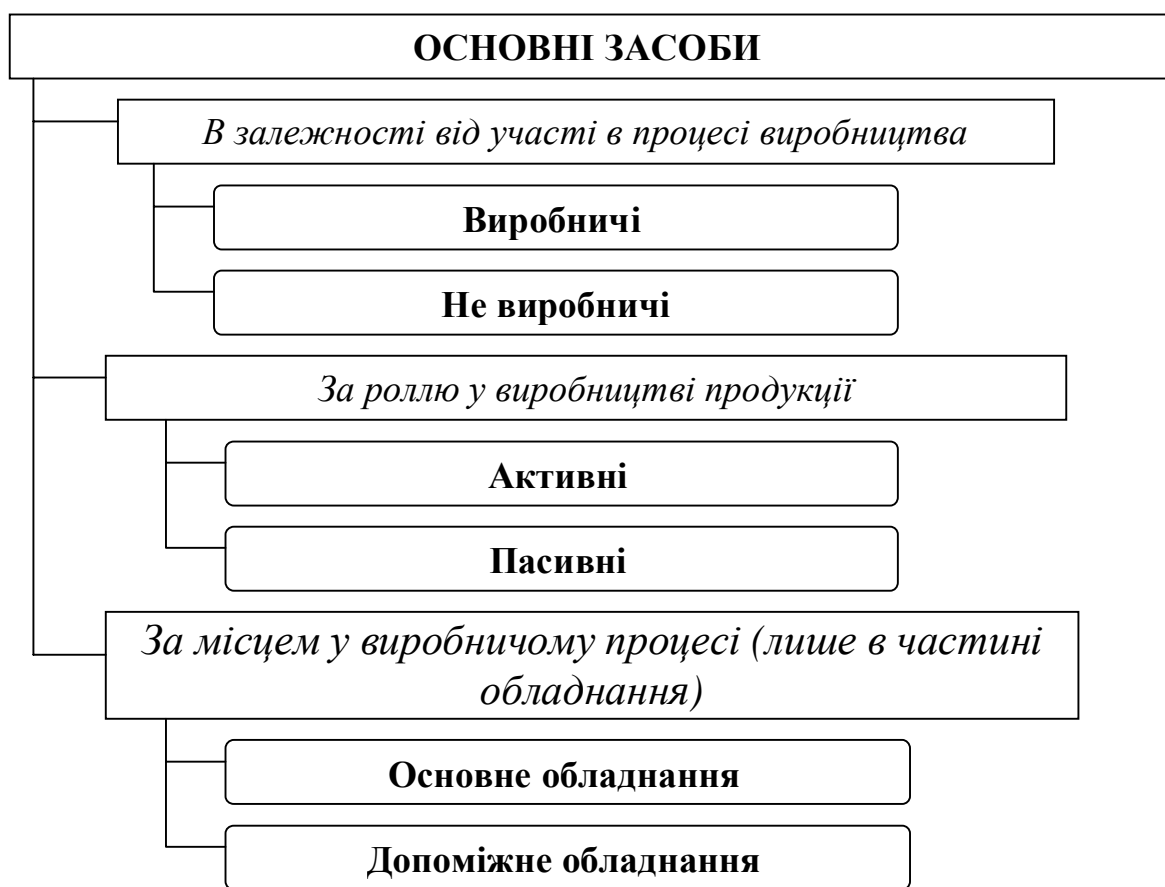 ОСНОВНІ ЗАСОБИ
В залежності від участі в процесі виробництва
Виробничі
Не виробничі
За роллю у виробництві продукції
Активні
Пасивні
За місцем у виробничому процесі (лише в частині
обладнання)
Основне обладнання
Допоміжне обладнання